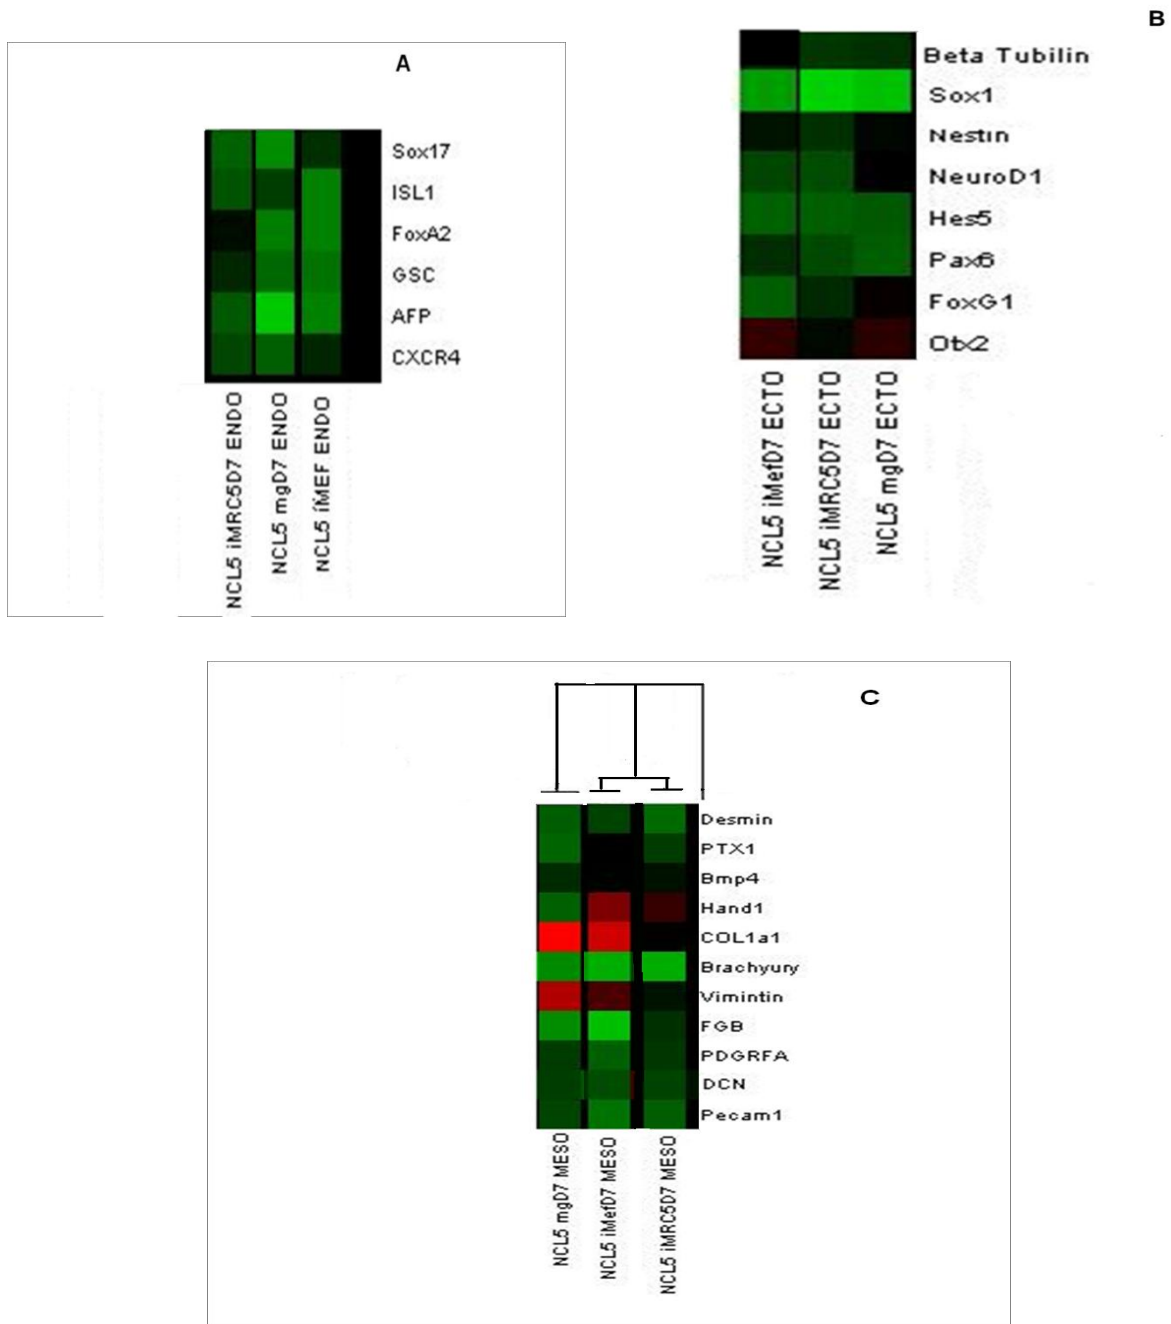 A
Sox17
ISL1
FoxA2
GSC
AFP
CXCR4
NCL5 iMRC5D7 ENDO
NCL5 mgD7 ENDO
NCL5 iMEF ENDO
B
Beta Tubilin
Sox1
Nestin
NeuroD1
Hes5
Pax6
FoxG1
Otx2
NCL5 iMefD7 ECTO
NCL5 iMRC5D7 ECTO
NCL5 mgD7 ECTO
C
Desmin
PTX1
Bmp4
Hand1
COL1a1
Brachyury
Vimintin
FGB
PDGRFA
DCN
Pecam1
NCL5 mgD7 MESO
NCL5 iMefD7 MESO
NCL5 iMRC5D7 MESO